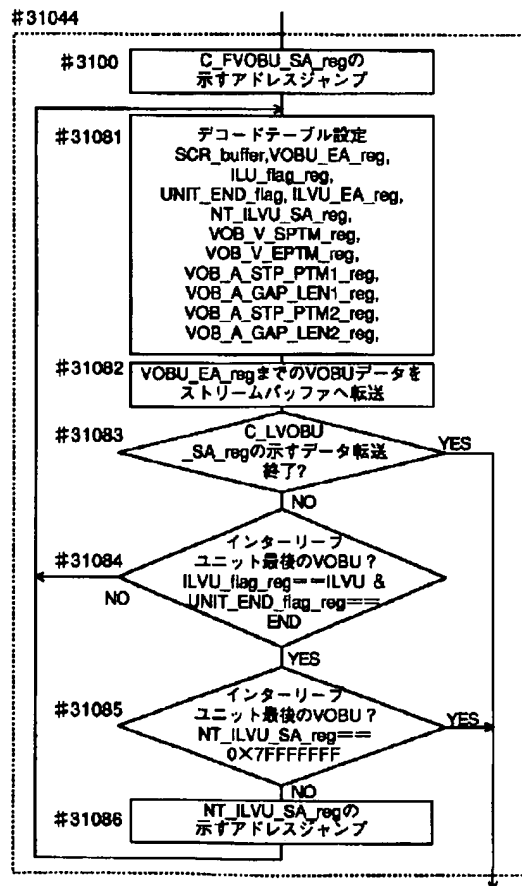 #31044
#3100
C_FVOBU_SA_regの
示すアドレスジャンプ
#31081
デコードテーブル設定
SCR_buffer,VOBU_EA_reg,
ILU_flag_reg,
UNIT_END_flag, ILVU_EA_reg,
NT_ILVU_SA_reg,
VOB_V_SPTM_reg,
VOB_V_EPTM_reg,
VOB_A_STP_PTM1_reg,
VOB_A_GAP_LEN1_reg,
VOB_A_STP_PTM2_reg,
VOB_A_GAP_LEN2_reg,
#31082
VOBU_EA_regまでのVOBUデータを
ストリームバッファへ転送
#31083
C_LVOBU
_SA_regの示すデータ転送
終了?
YES
NO
#31084
インターリーブ
ユニット最後のVOBU?
ILVU_flag_reg==ILVU &
UNIT_END_flag_reg==
END
NO
YES
#31085
インターリーブ
ユニット最後のVOBU?
NT_ILVU_SA_reg==
0×7FFFFFFF
YES
NO
#31086
NT_ILVU_SA_regの
示すアドレスジャンプ